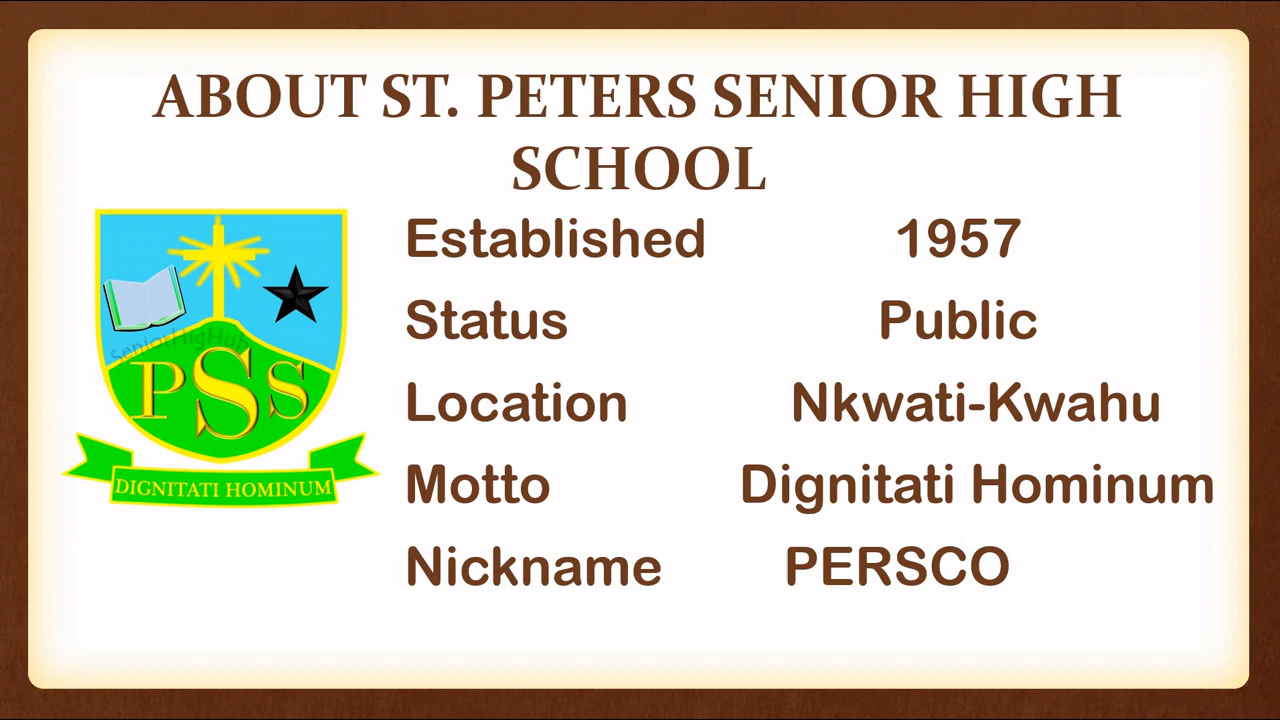 ABOUT ST. PETERS SENIOR HIGH
SCHOOL
Established 1957
Status Public
Location Nkwati-Kwahu
Motto Dignitati Hominum
Nickname PERSCO
SeniorHigHub
PSS
DIGNITATI HOMINUM